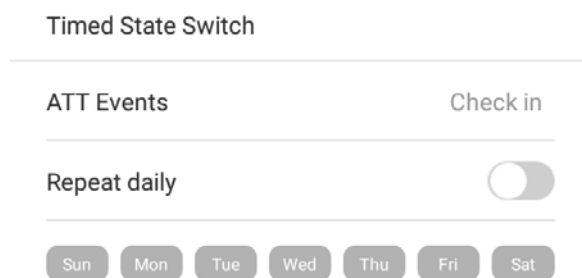 Timed State Switch
ATT Events Check in
Repeat daily
Sun Mon Tue Wed Thu Fri Sat